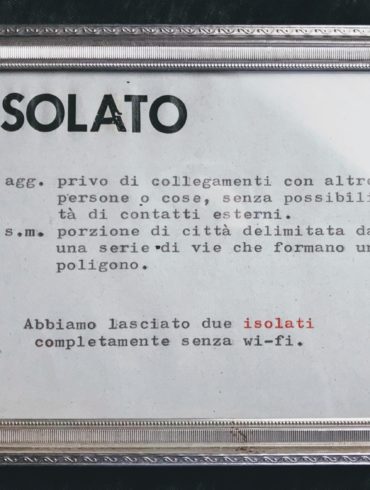 SOLATO
agg. privo di collegamenti con altre
persone o cose, senza possibili
tà di contatti esterni.
s.m. porzione di città delimitata da
una serie di vie che formano un
poligono.
Abbiamo lasciato due isolati
completamente senza wi-fi.